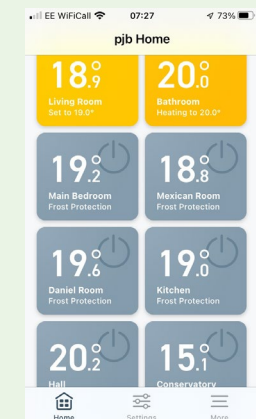 EE WiFiCall 07:27 73%
pjb Home
18.9° 20.0°
Living Room Bathroom
Set to 19.0° Heating to 20.0°
19.2° 18.8°
Main Bedroom Mexican Room
Frost Protection Frost Protection
19.6° 19.0°
Daniel Room Kitchen
Frost Protection Frost Protection
20.2° 15.1°
Hall Conservatory
Home Settings More